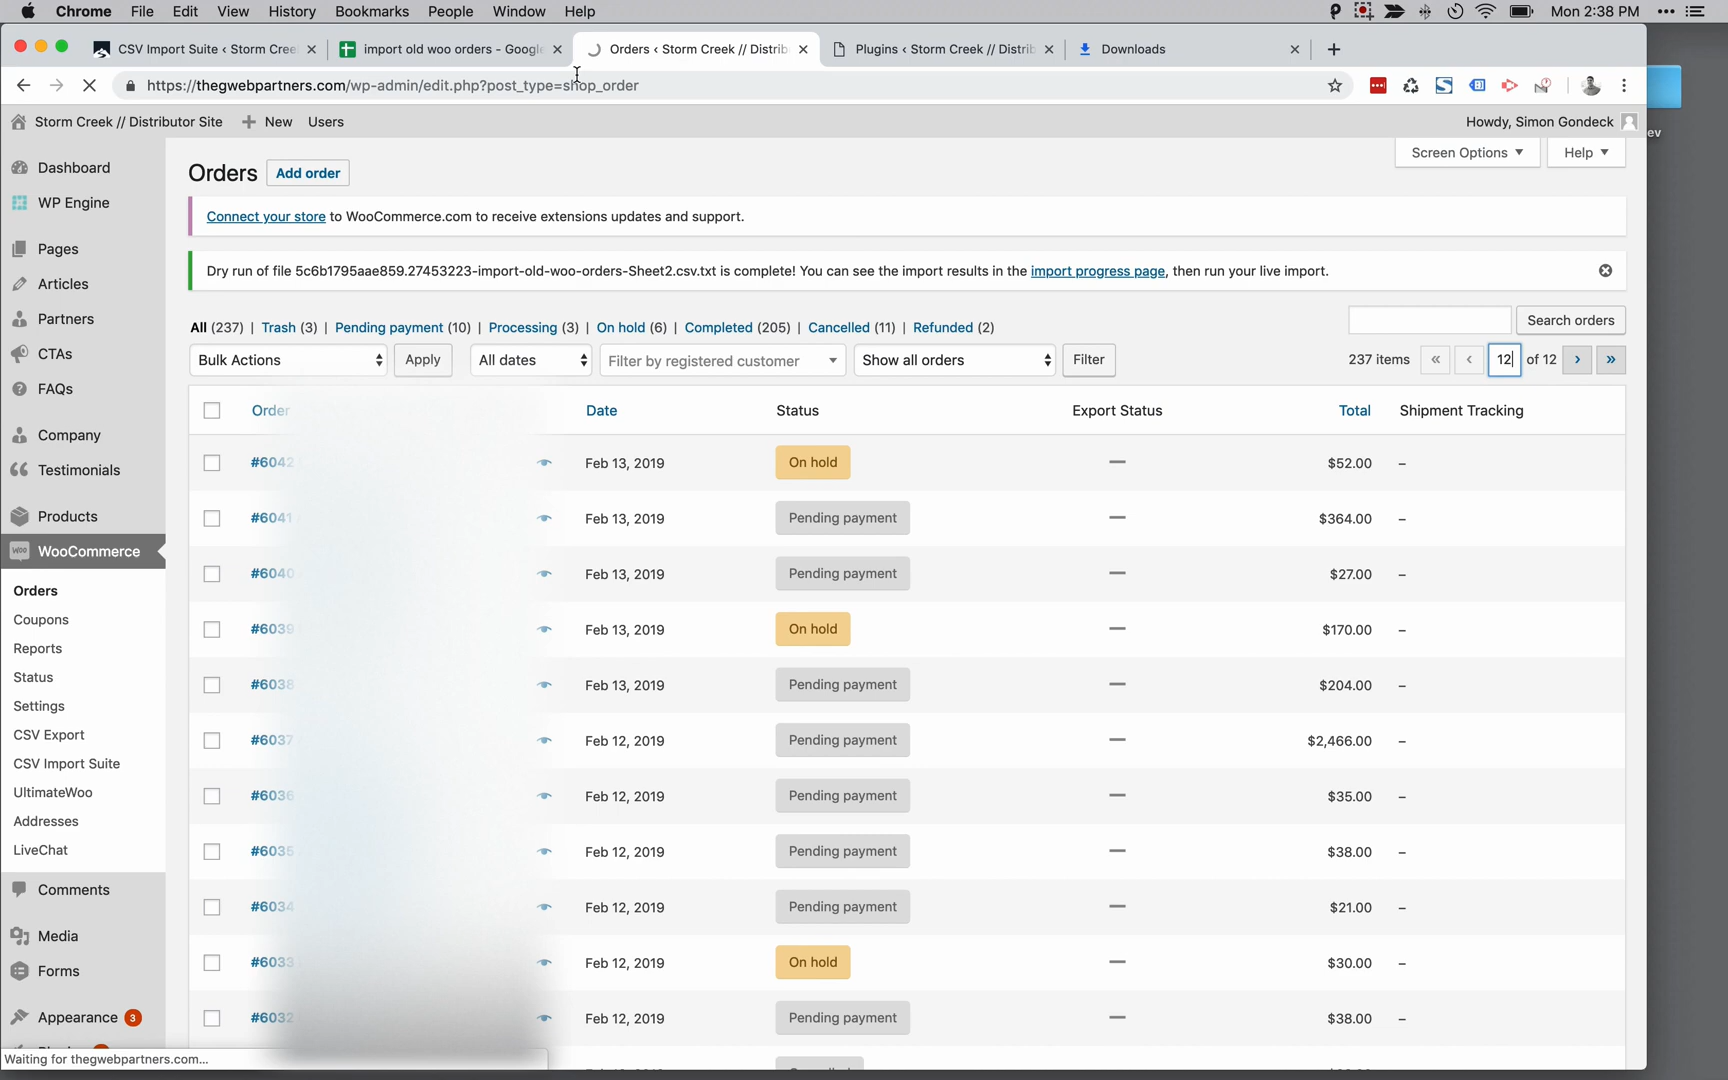 Chrome File Edit View History Bookmarks People Window Help Mon 2:38 PM
CSV Import Suite ‹ Storm Cree
import old woo orders - Google
Orders ‹ Storm Creek // Distrib
Plugins ‹ Storm Creek // Distrib
Downloads
https://thegwebpartners.com/wp-admin/edit.php?post_type=shop_order
Storm Creek // Distributor Site New Users Howdy, Simon Gondeck
Screen Options Help
Dashboard
WP Engine
Pages
Articles
Partners
CTAs
FAQs
Company
Testimonials
Products
WooCommerce
Orders
Coupons
Reports
Status
Settings
CSV Export
CSV Import Suite
UltimateWoo
Addresses
LiveChat
Comments
Media
Forms
Appearance 3
Waiting for thegwebpartners.com...
Orders Add order
Connect your store to WooCommerce.com to receive extensions updates and support.
Dry run of file 5c6b1795aae859.27453223-import-old-woo-orders-Sheet2.csv.txt is complete! You can see the import results in the import progress page, then run your live import.
All (237) | Trash (3) | Pending payment (10) | Processing (3) | On hold (6) | Completed (205) | Cancelled (11) | Refunded (2)
Search orders
Bulk Actions Apply All dates Filter by registered customer Show all orders Filter 237 items « ‹ 12 of 12 › »
Order Date Status Export Status Total Shipment Tracking
#6042 Feb 13, 2019 On hold — $52.00 –
#6041 Feb 13, 2019 Pending payment — $364.00 –
#6040 Feb 13, 2019 Pending payment — $27.00 –
#6039 Feb 13, 2019 On hold — $170.00 –
#6038 Feb 13, 2019 Pending payment — $204.00 –
#6037 Feb 12, 2019 Pending payment — $2,466.00 –
#6036 Feb 12, 2019 Pending payment — $35.00 –
#6035 Feb 12, 2019 Pending payment — $38.00 –
#6034 Feb 12, 2019 Pending payment — $21.00 –
#6033 Feb 12, 2019 On hold — $30.00 –
#6032 Feb 12, 2019 Pending payment — $38.00 –